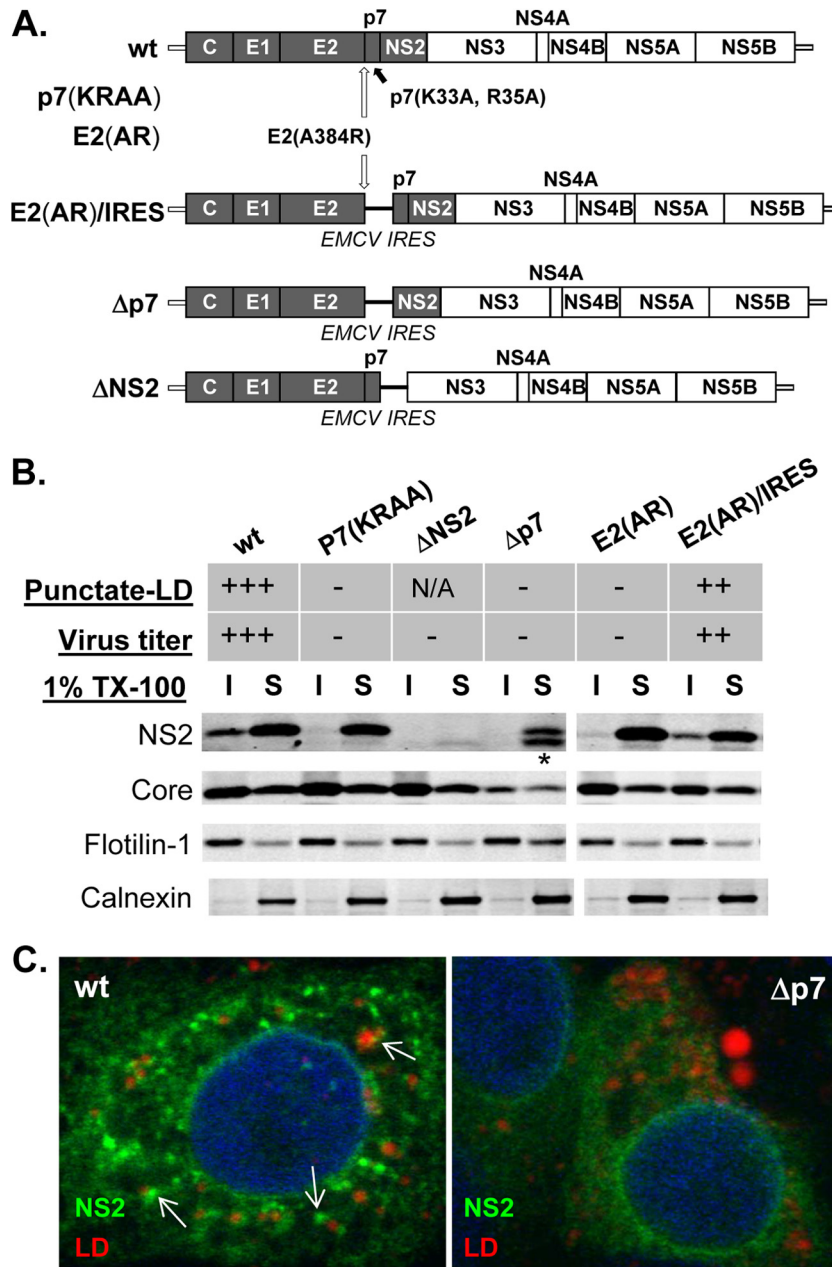 A.
p7 NS4A
wt C E1 E2 NS2 NS3 NS4B NS5A NS5B
p7(KRAA) p7(K33A, R35A)
E2(AR) E2(A384R)
p7 NS4A
E2(AR)/IRES C E1 E2 NS2 NS3 NS4B NS5A NS5B
EMCV IRES
NS4A
Δp7 C E1 E2 NS2 NS3 NS4B NS5A NS5B
EMCV IRES
p7 NS4A
ΔNS2 C E1 E2 NS3 NS4B NS5A NS5B
EMCV IRES
B.
wt P7(KRAA) ΔNS2 Δp7 E2(AR) E2(AR)/IRES
Punctate-LD +++ - N/A - - ++
Virus titer +++ - - - - ++
1% TX-100 I S I S I S I S I S I S
NS2
*
Core
Flotilin-1
Calnexin
C.
wt Δp7
NS2 NS2
LD LD